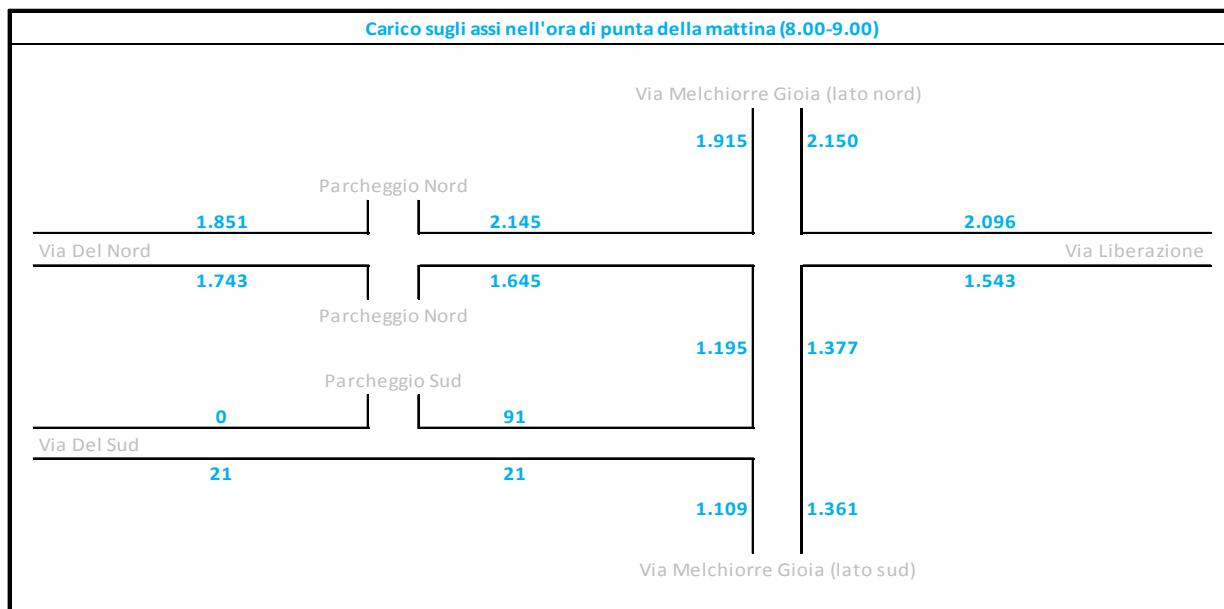 Carico sugli assi nell'ora di punta della mattina (8.00-9.00)
Via Melchiorre Gioia (lato nord)
1.915 2.150
Parcheggio Nord
1.851 2.145 2.096
Via Del Nord Via Liberazione
1.743 1.645 1.543
Parcheggio Nord
1.195 1.377
Parcheggio Sud
0 91
Via Del Sud
21 21
1.109 1.361
Via Melchiorre Gioia (lato sud)